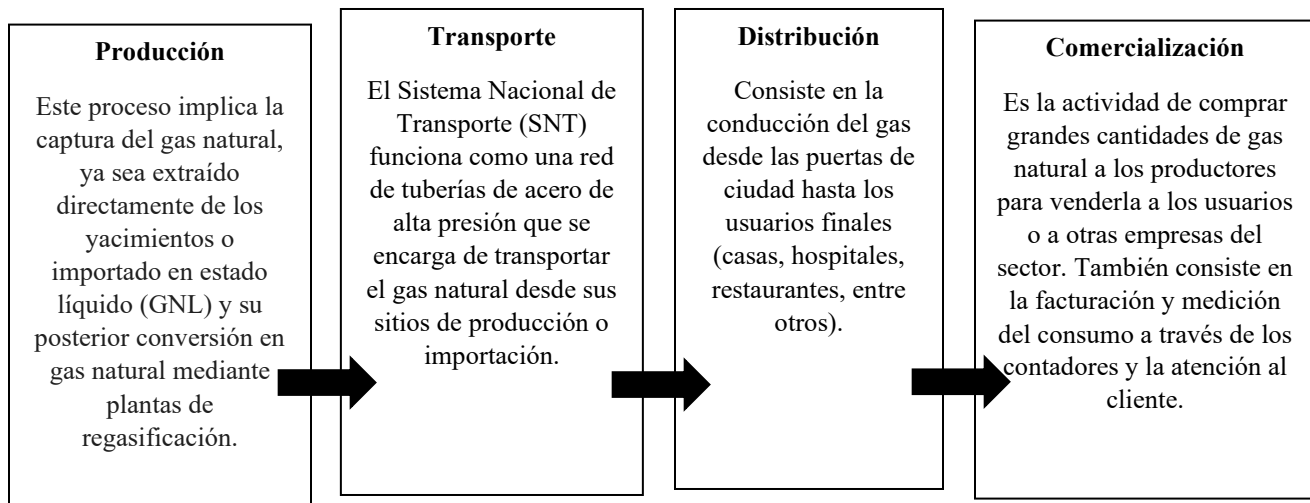 Producción
Este proceso implica la
captura del gas natural,
ya sea extraído
directamente de los
yacimientos o
importado en estado
líquido (GNL) y su
posterior conversión en
gas natural mediante
plantas de
regasificación.
Transporte
El Sistema Nacional de
Transporte (SNT)
funciona como una red
de tuberías de acero de
alta presión que se
encarga de transportar
el gas natural desde sus
sitios de producción o
importación.
Distribución
Consiste en la
conducción del gas
desde las puertas de
ciudad hasta los
usuarios finales
(casas, hospitales,
restaurantes, entre
otros).
Comercialización
Es la actividad de comprar
grandes cantidades de gas
natural a los productores
para venderla a los usuarios
o a otras empresas del
sector. También consiste en
la facturación y medición
del consumo a través de los
contadores y la atención al
cliente.